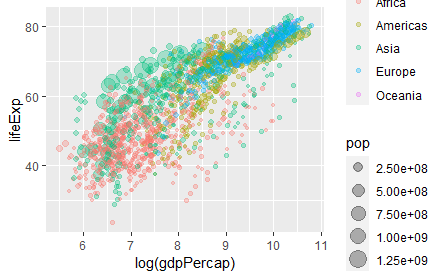 Africa
Americas
Asia
Europe
Oceania
pop
2.50e+08
5.00e+08
7.50e+08
1.00e+09
1.25e+09
80
60
40
lifeExp
6 7 8 9 10 11
log(gdpPercap)